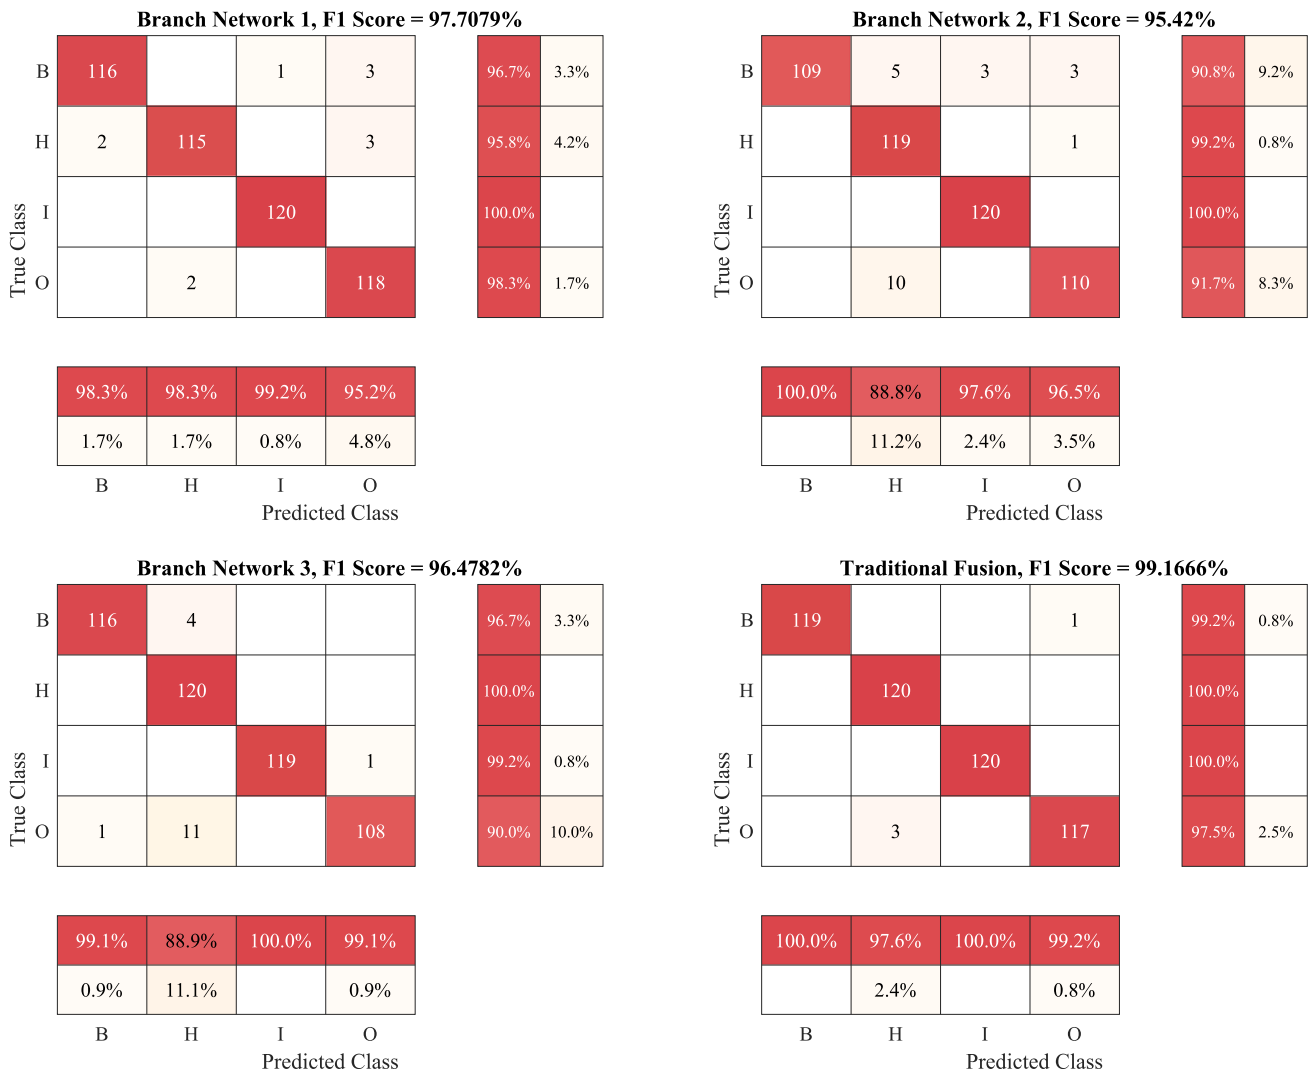 Branch Network 1, F1 Score = 97.7079%
B 116 1 3 96.7% 3.3%
H 2 115 3 95.8% 4.2%
I 120 100.0%
O 2 118 98.3% 1.7%
True Class
98.3% 98.3% 99.2% 95.2%
1.7% 1.7% 0.8% 4.8%
B H I O
Predicted Class
Branch Network 2, F1 Score = 95.42%
B 109 5 3 3 90.8% 9.2%
H 119 1 99.2% 0.8%
I 120 100.0%
O 10 110 91.7% 8.3%
True Class
100.0% 88.8% 97.6% 96.5%
11.2% 2.4% 3.5%
B H I O
Predicted Class
Branch Network 3, F1 Score = 96.4782%
B 116 4 96.7% 3.3%
H 120 100.0%
I 119 1 99.2% 0.8%
O 1 11 108 90.0% 10.0%
True Class
99.1% 88.9% 100.0% 99.1%
0.9% 11.1% 0.9%
B H I O
Predicted Class
Traditional Fusion, F1 Score = 99.1666%
B 119 1 99.2% 0.8%
H 120 100.0%
I 120 100.0%
O 3 117 97.5% 2.5%
True Class
100.0% 97.6% 100.0% 99.2%
2.4% 0.8%
B H I O
Predicted Class